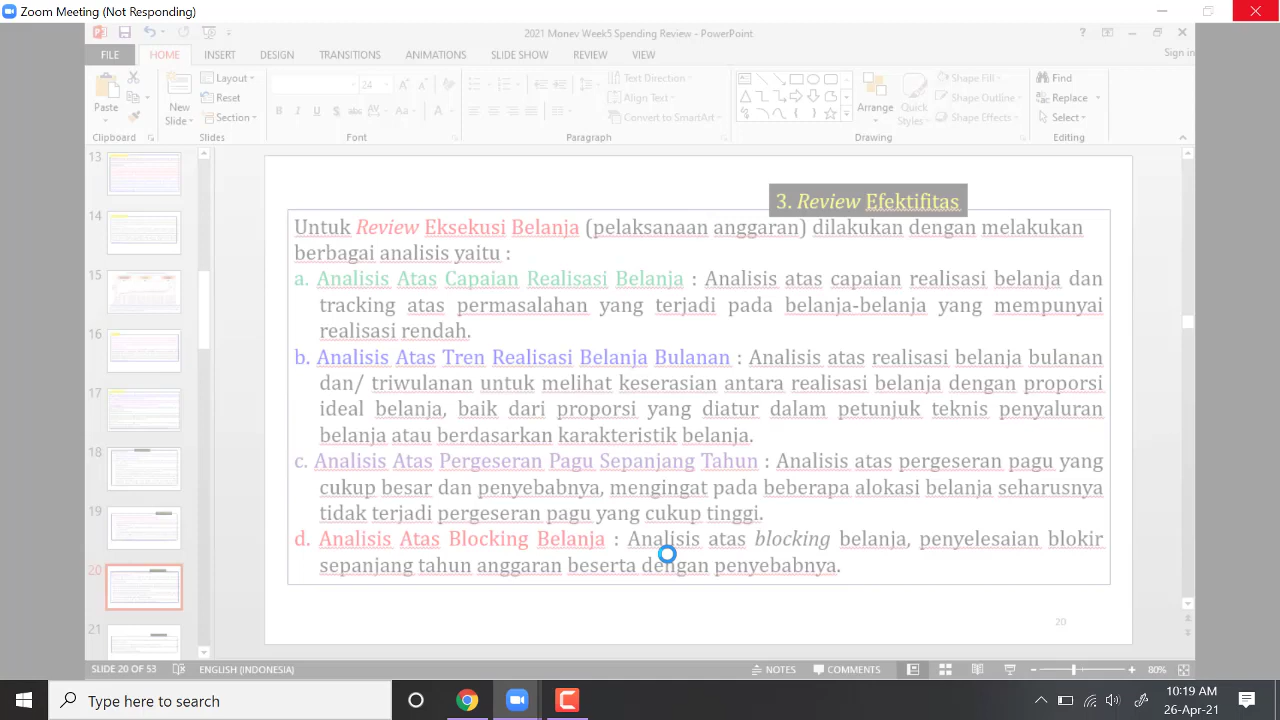 Zoom Meeting (Not Responding)
2021 Monev Week5 Spending Review - PowerPoint
FILE HOME INSERT DESIGN TRANSITIONS ANIMATIONS SLIDE SHOW REVIEW VIEW Sign in
Paste
New Slide
Layout
Reset
Section
24
Text Direction
Align Text
Convert to SmartArt
Arrange
Quick Styles
Shape Fill
Shape Outline
Shape Effects
Find
Replace
Select
Clipboard Slides Font Paragraph Drawing Editing
13
14
15
16
17
18
19
20
21
3. Review Efektifitas
Untuk Review Eksekusi Belanja (pelaksanaan anggaran) dilakukan dengan melakukan
berbagai analisis yaitu :
a. Analisis Atas Capaian Realisasi Belanja : Analisis atas capaian realisasi belanja dan
tracking atas permasalahan yang terjadi pada belanja-belanja yang mempunyai
realisasi rendah.
b. Analisis Atas Tren Realisasi Belanja Bulanan : Analisis atas realisasi belanja bulanan
dan/ triwulanan untuk melihat keserasian antara realisasi belanja dengan proporsi
ideal belanja, baik dari proporsi yang diatur dalam petunjuk teknis penyaluran
belanja atau berdasarkan karakteristik belanja.
c. Analisis Atas Pergeseran Pagu Sepanjang Tahun : Analisis atas pergeseran pagu yang
cukup besar dan penyebabnya, mengingat pada beberapa alokasi belanja seharusnya
tidak terjadi pergeseran pagu yang cukup tinggi.
d. Analisis Atas Blocking Belanja : Analisis atas blocking belanja, penyelesaian blokir
sepanjang tahun anggaran beserta dengan penyebabnya.
20
SLIDE 20 OF 53 ENGLISH (INDONESIA) NOTES COMMENTS 80%
Type here to search
10:19 AM
26-Apr-21